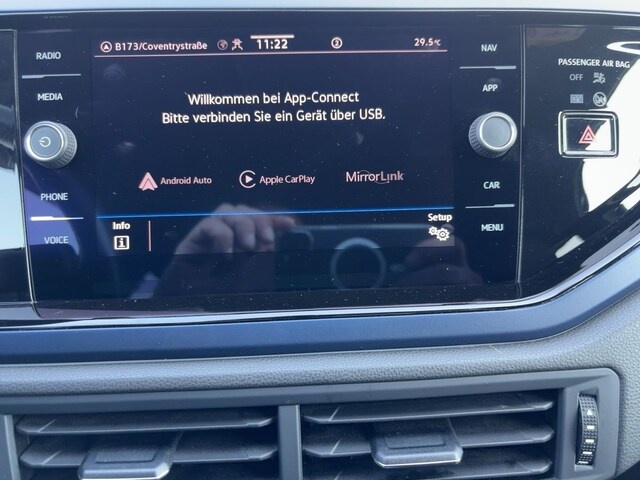 B173/Coventrystraße 11:22 2 29.5°C
RADIO
MEDIA
PHONE
VOICE
Willkommen bei App-Connect
Bitte verbinden Sie ein Gerät über USB.
Android Auto Apple CarPlay MirrorLink
Info
Setup
NAV
APP
CAR
MENU
PASSENGER AIR BAG
OFF